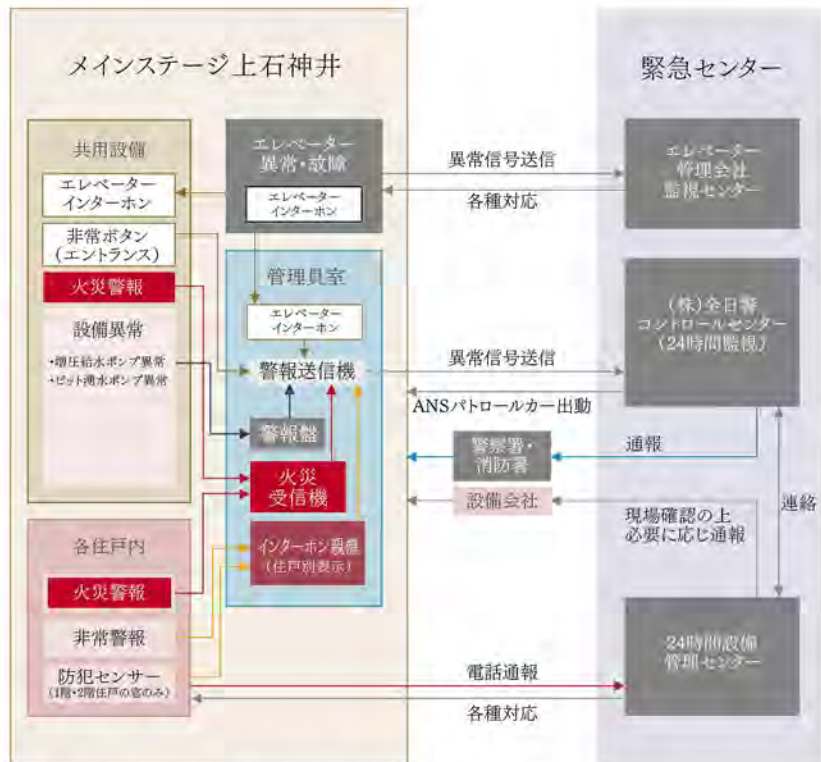 メインステージ上石神井
緊急センター
共用設備
エレベーター
インターホン
非常ボタン
(エントランス)
火災警報
設備異常
・増圧給水ポンプ異常
・ピット湧水ポンプ異常
エレベーター
異常・故障
エレベーター
インターホン
異常信号送信
各種対応
エレベーター
管理会社
監視センター
管理員室
エレベーター
インターホン
警報送信機
警報盤
火災
受信機
インターホン親機
(住戸別表示)
異常信号送信
ANSパトロールカー出動
(株)全日警
コントロールセンター
(24時間監視)
警察署・
消防署
通報
設備会社
現場確認の上
必要に応じ通報
連絡
各住戸内
火災警報
非常警報
防犯センサー
(1階・2階住戸の窓のみ)
電話通報
各種対応
24時間設備
管理センター